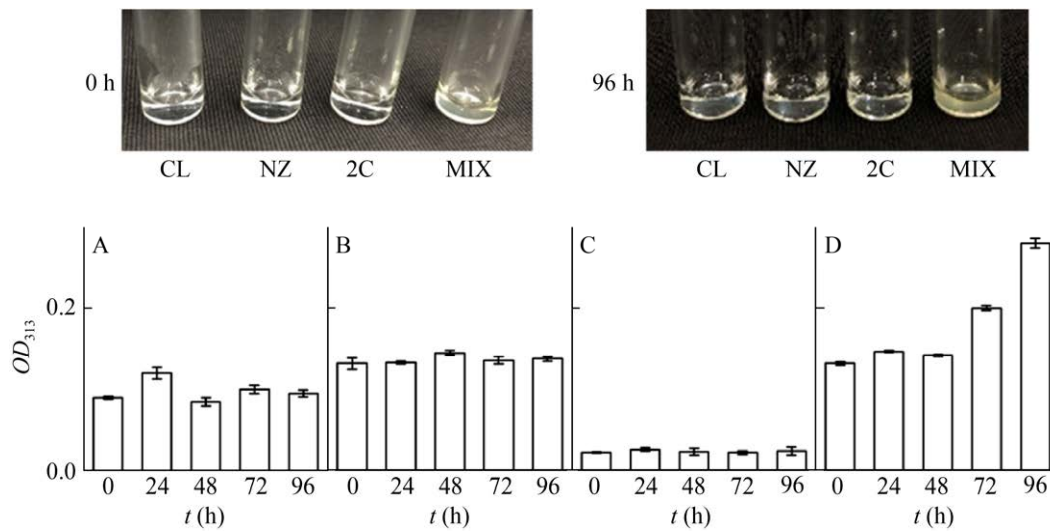 0 h
CL NZ 2C MIX
96 h
CL NZ 2C MIX
A B C D
OD313
0.2
0.0
0 24 48 72 96 0 24 48 72 96 0 24 48 72 96 0 24 48 72 96
t (h) t (h) t (h) t (h)